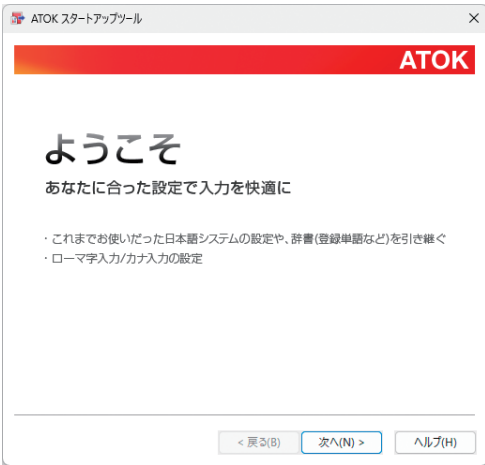 ATOK スタートアップツール
ATOK
ようこそ
あなたに合った設定で入力を快適に
・これまでお使いだった日本語システムの設定や、辞書(登録単語など)を引き継ぐ
・ローマ字入力/カナ入力の設定
< 戻る(B) 次へ(N) > ヘルプ(H)